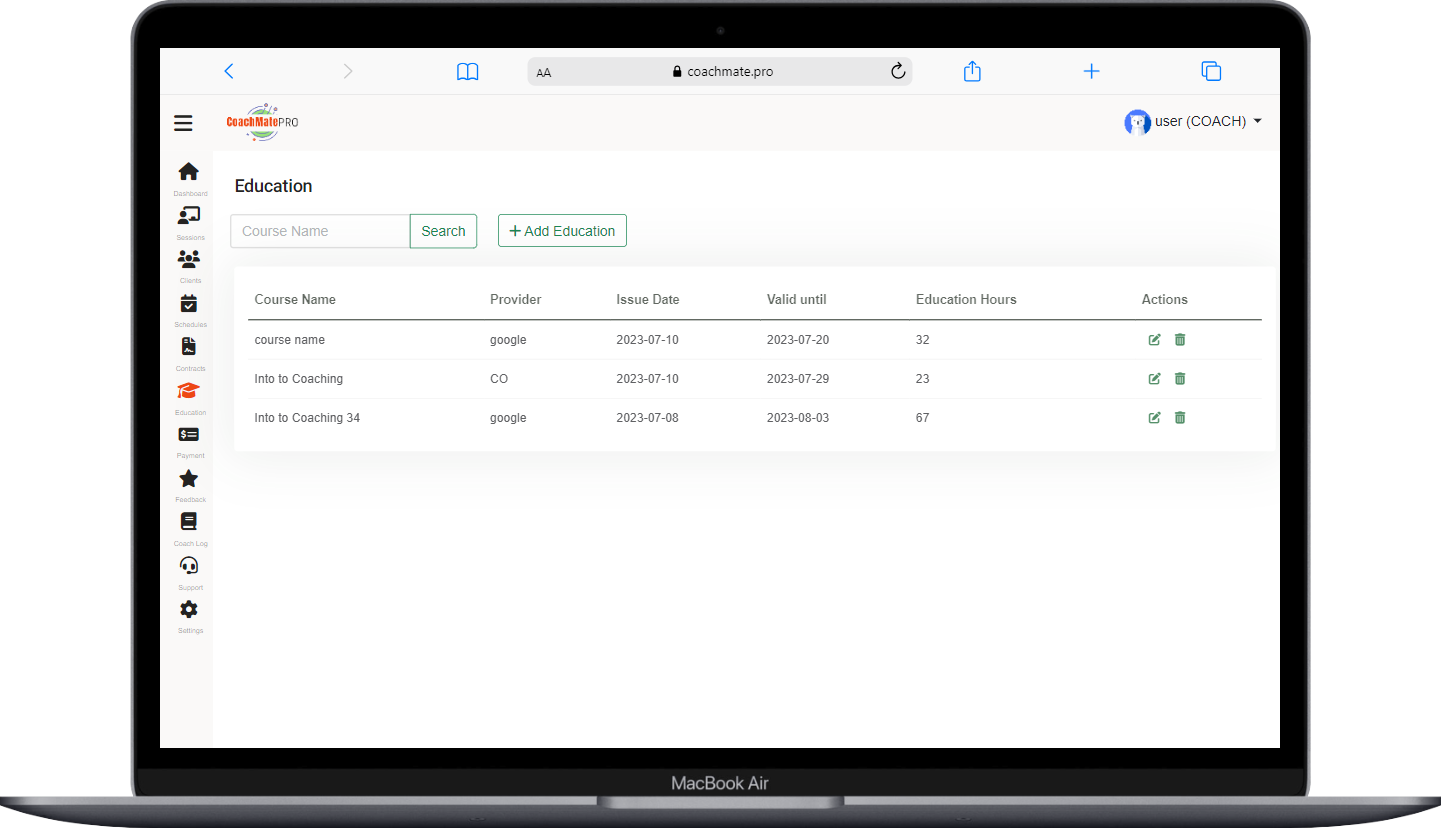 AA
coachmate.pro
CoachMatePRO
user (COACH)
Dashboard
Sessions
Clients
Schedules
Contracts
Education
Payment
Feedback
Coach Log
Support
Settings
Education
Course Name Search + Add Education
Course Name Provider Issue Date Valid until Education Hours Actions
course name google 2023-07-10 2023-07-20 32
Into to Coaching CO 2023-07-10 2023-07-29 23
Into to Coaching 34 google 2023-07-08 2023-08-03 67
MacBook Air